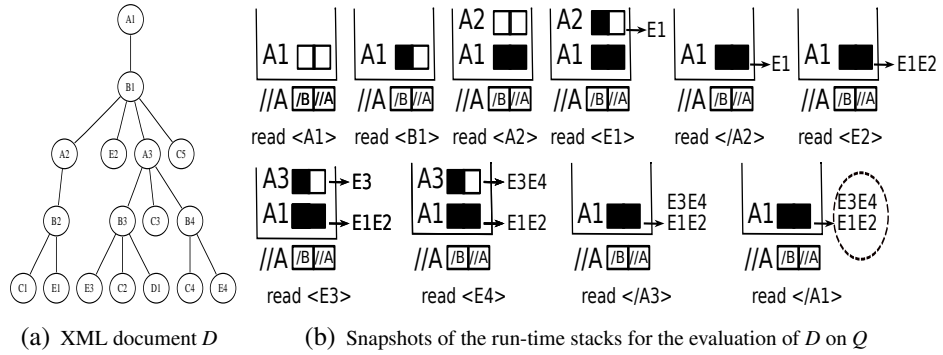 A1
B1
A2 E2 A3 C5
B2 B3 C3 B4
C1 E1 E3 C2 D1 C4 E4
(a) XML document D
A1
//A /B //A
read <A1>
A1
//A /B //A
read <B1>
A2
A1
//A /B //A
read <A2>
A2 E1
A1
//A /B //A
read <E1>
A1 E1
//A /B //A
read </A2>
A1 E1E2
//A /B //A
read <E2>
A3 E3
A1 E1E2
//A /B //A
read <E3>
A3 E3E4
A1 E1E2
//A /B //A
read <E4>
E3E4
A1 E1E2
//A /B //A
read </A3>
E3E4
A1 E1E2
//A /B //A
read </A1>
(b) Snapshots of the run-time stacks for the evaluation of D on Q